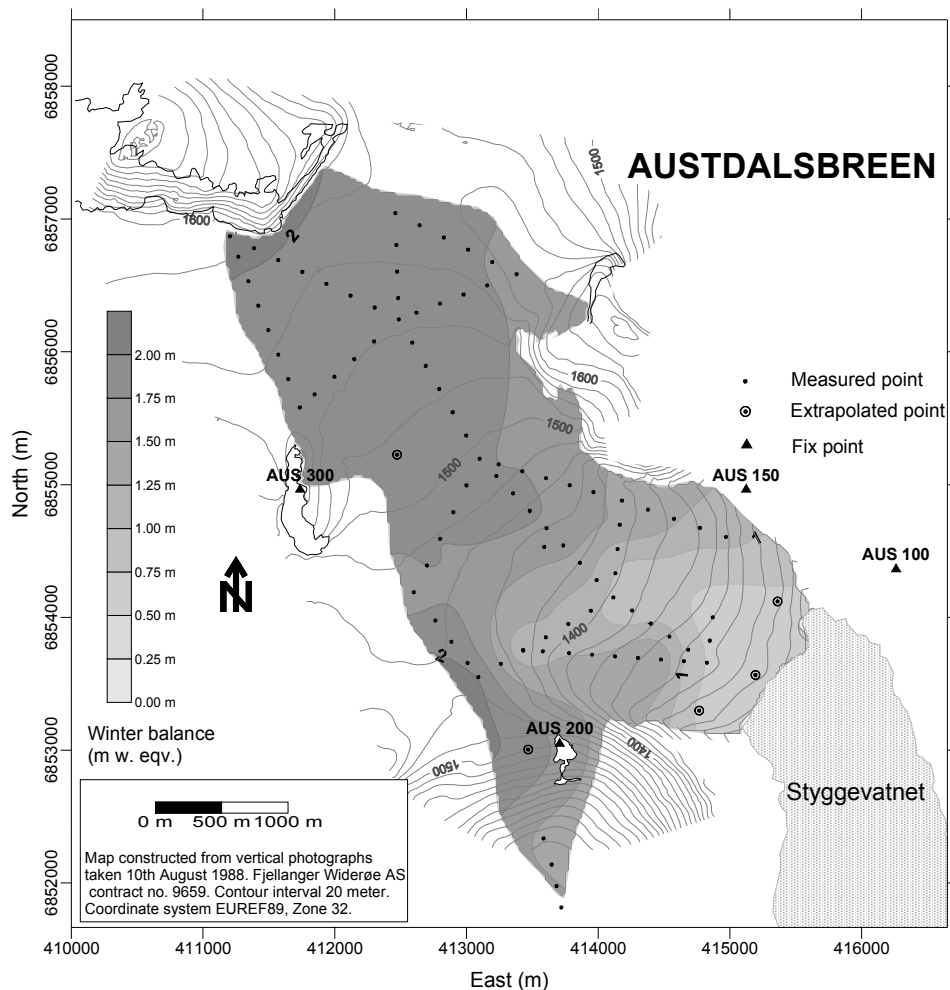 AUSTDALSBREEN
6858000
6857000
6856000
6855000
6854000
6853000
6852000
North (m)
1500
1600
2
1600
1500
1500
1400
2
1
1
1500
1400
2.00 m
1.75 m
1.50 m
1.25 m
1.00 m
0.75 m
0.50 m
0.25 m
0.00 m
Winter balance
(m w. eqv.)
Measured point
Extrapolated point
Fix point
AUS 300
AUS 150
AUS 100
AUS 200
N
Styggevatnet
0 m 500 m 1000 m
Map constructed from vertical photographs
taken 10th August 1988. Fjellanger Widerøe AS
contract no. 9659. Contour interval 20 meter.
Coordinate system EUREF89, Zone 32.
410000 411000 412000 413000 414000 415000 416000
East (m)